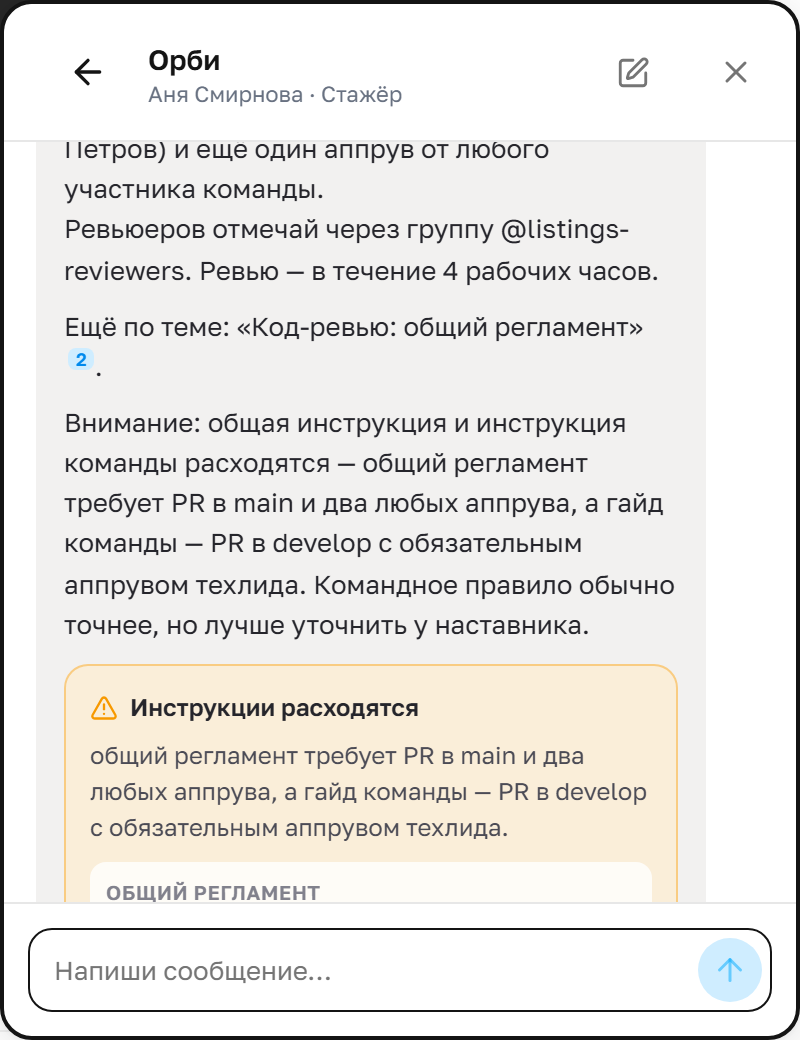 Орби
Аня Смирнова · Стажёр
Петров) и еще один аппрув от любого
участника команды.
Ревьюеров отмечай через группу @listings-
reviewers. Ревью — в течение 4 рабочих часов.
Ещё по теме: «Код-ревью: общий регламент»
2 .
Внимание: общая инструкция и инструкция
команды расходятся — общий регламент
требует PR в main и два любых аппрува, а гайд
команды — PR в develop с обязательным
аппрувом техлида. Командное правило обычно
точнее, но лучше уточнить у наставника.
Инструкции расходятся
общий регламент требует PR в main и два
любых аппрува, а гайд команды — PR в develop
с обязательным аппрувом техлида.
ОБЩИЙ РЕГЛАМЕНТ
Напиши сообщение...